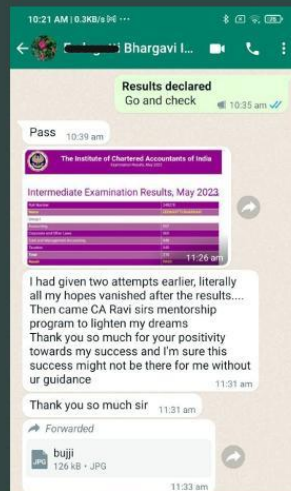 10:21 AM | 0.3KB/s
Bhargavi I...
Results declared
Go and check
10:35 am
Pass 10:39 am
The Institute of Chartered Accountants of India
Intermediate Examination Results, May 2023
11:26 am
I had given two attempts earlier, literally
all my hopes vanished after the results....
Then came CA Ravi sirs mentorship
program to lighten my dreams
Thank you so much for your positivity
towards my success and I'm sure this
success might not be there for me without
ur guidance
11:31 am
Thank you so much sir 11:31 am
Forwarded
bujji
JPG 126 kB • JPG
11:33 am